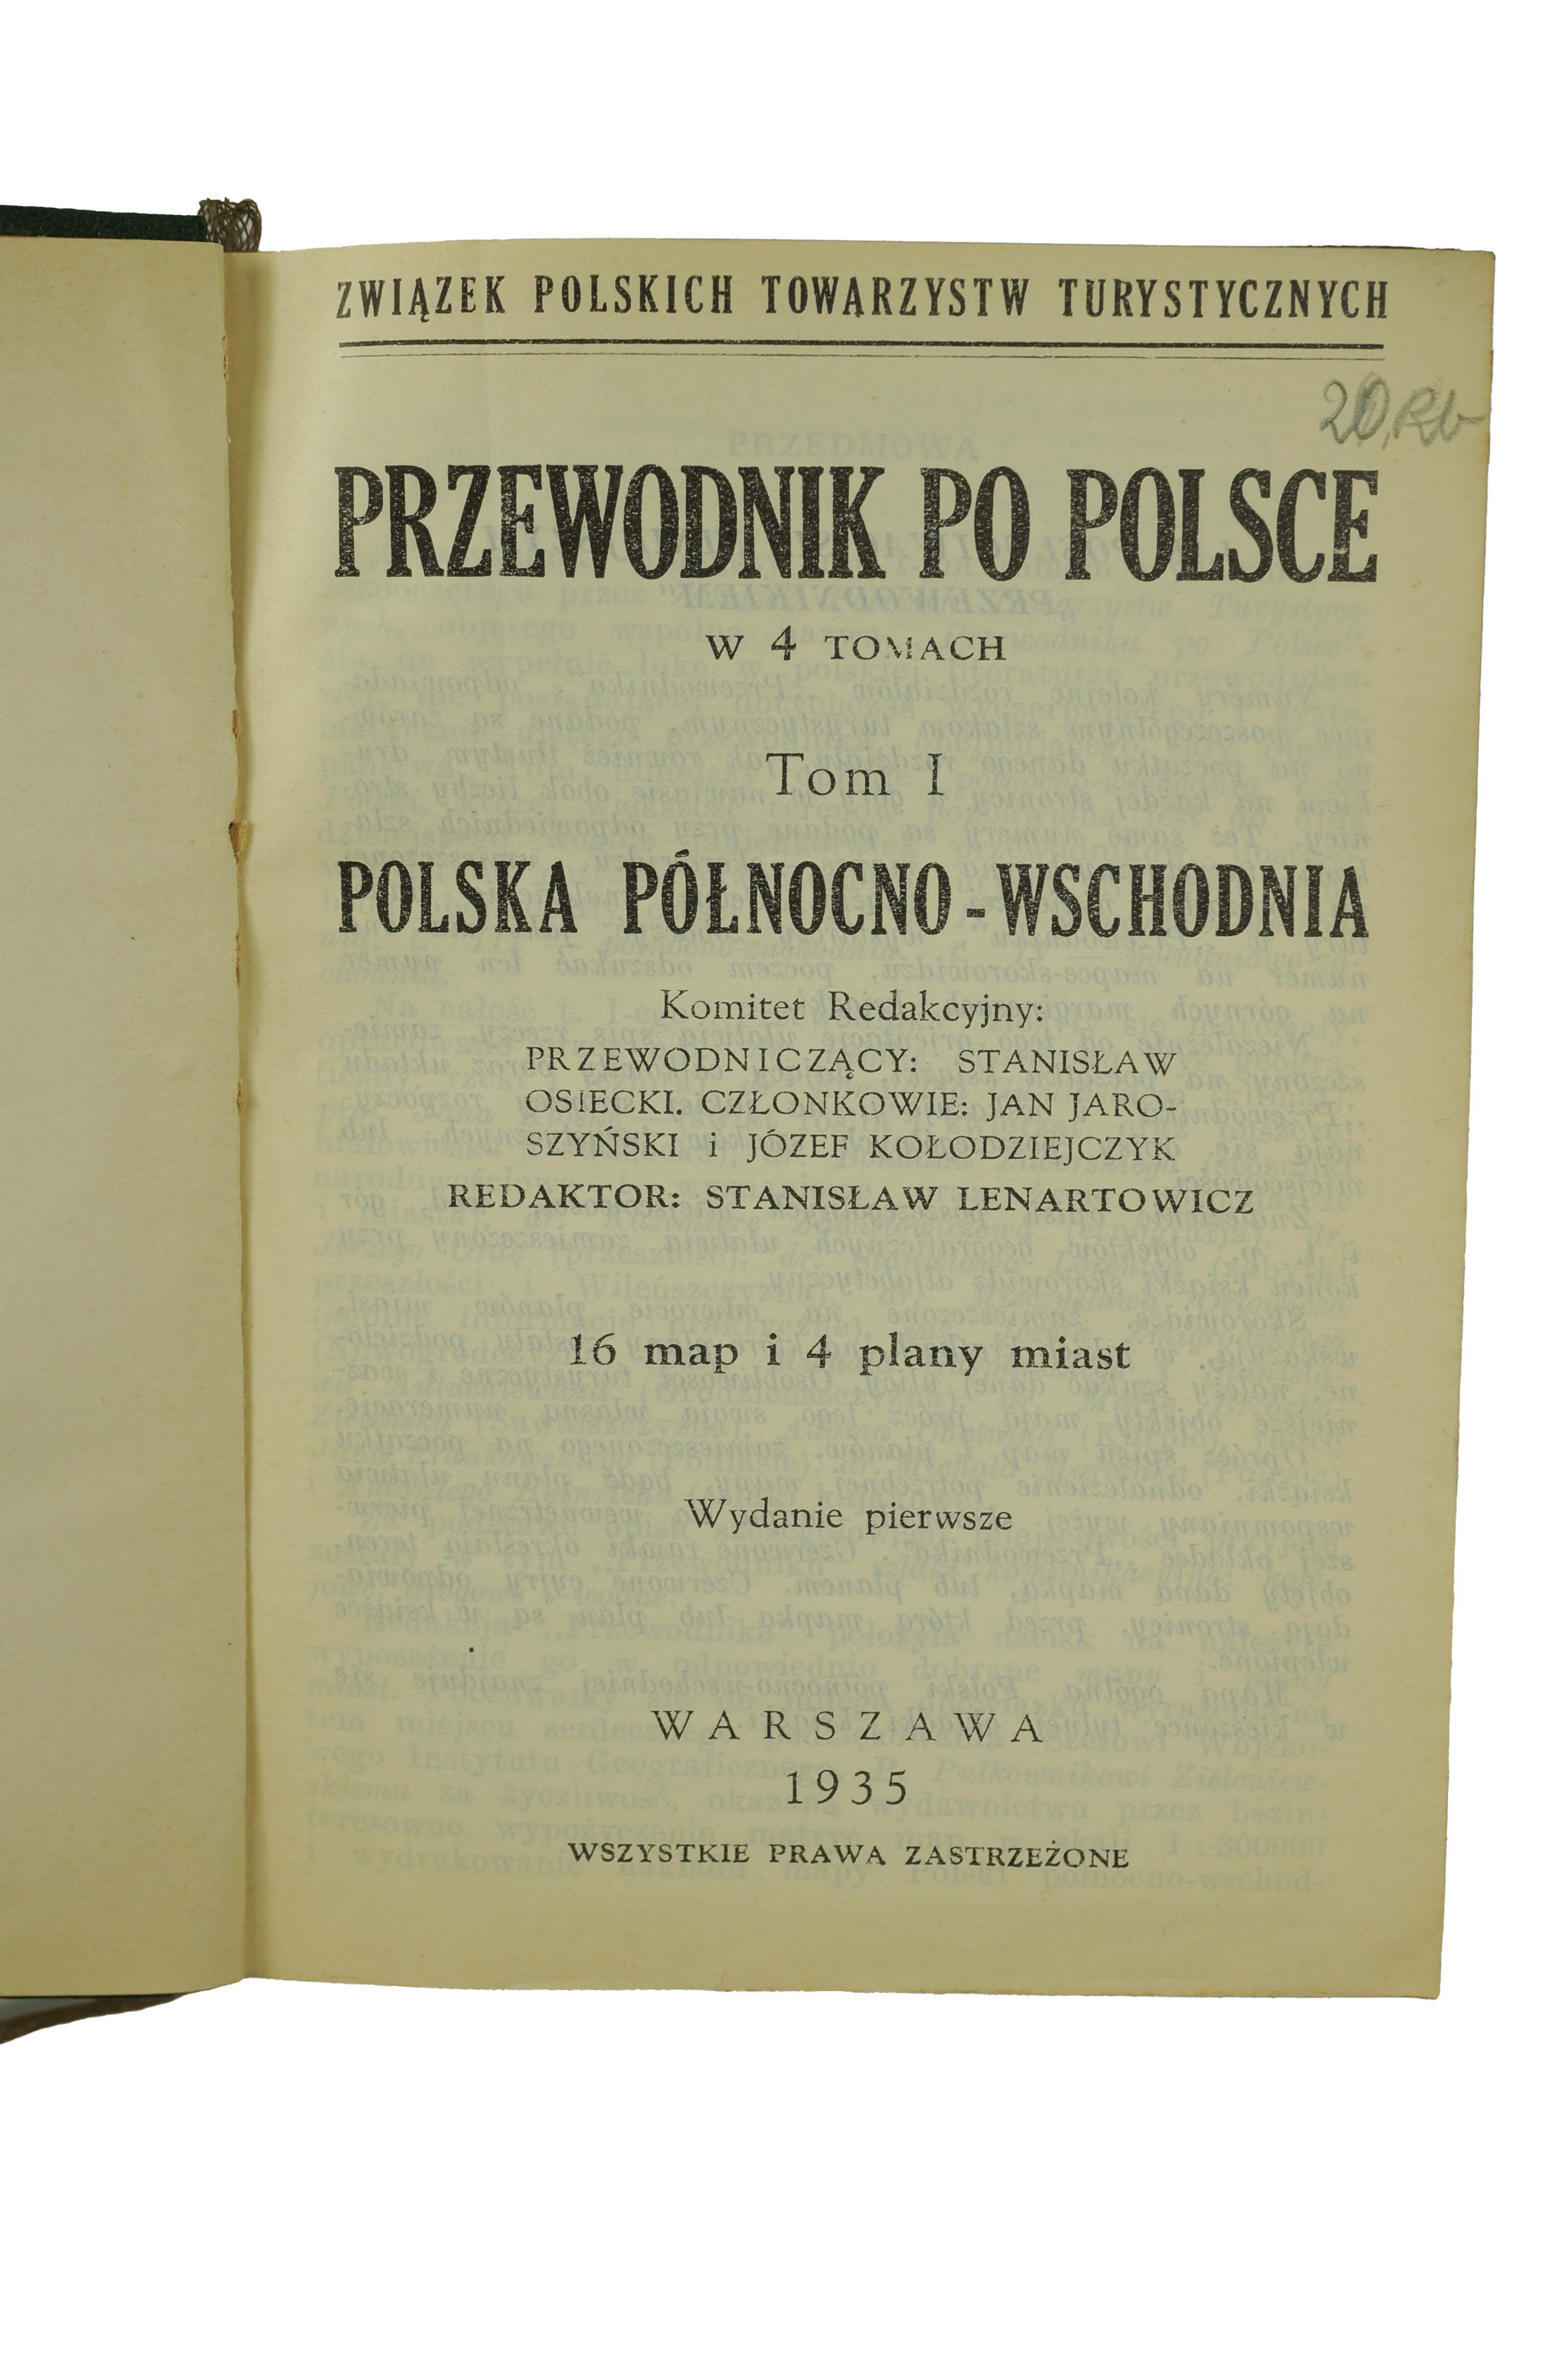 ZWIĄZEK POLSKICH TOWARZYSTW TURYSTYCZNYCH
PRZEWODNIK PO POLSCE
W 4 TOMACH
Tom I
POLSKA PÓŁNOCNO-WSCHODNIA
Komitet Redakcyjny:
PRZEWODNICZĄCY: STANISŁAW
OSIECKI. CZŁONKOWIE: JAN JARO-
SZYŃSKI i JÓZEF KOŁODZIEJCZYK
REDAKTOR: STANISŁAW LENARTOWICZ
16 map i 4 plany miast
Wydanie pierwsze
WARSZAWA
1935
WSZYSTKIE PRAWA ZASTRZEŻONE